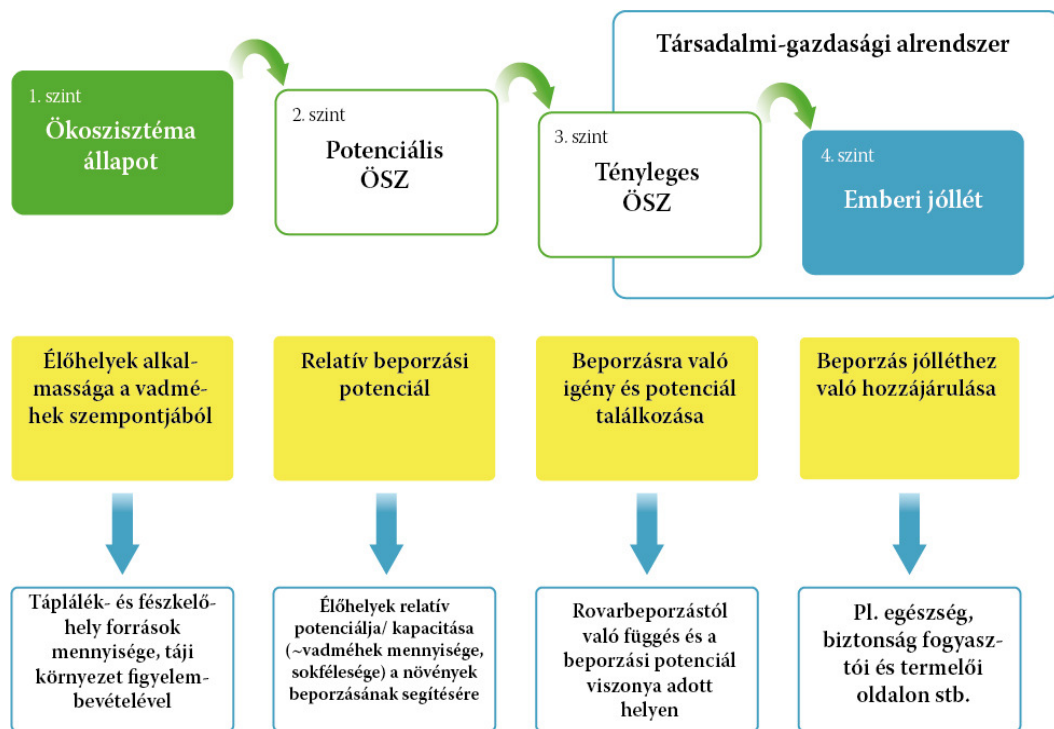 Társadalmi-gazdasági alrendszer
1. szint
Ökoszisztéma
állapot
2. szint
Potenciális
ÖSZ
3. szint
Tényleges
ÖSZ
4. szint
Emberi jóllét
Élőhelyek alkal-
massága a vadmé-
hek szempontjából
Relatív beporzási
potenciál
Beporzásra való
igény és potenciál
találkozása
Beporzás jólléthez
való hozzájárulása
Táplálék- és fészkelő-
hely források
mennyisége, táji
környezet figyelem-
bevételével
Élőhelyek relatív
potenciálja/ kapacitása
(~vadméhek mennyisége,
sokfélesége) a növények
beporzásának segítésére
Rovarbeporzástól
való függés és a
beporzási potenciál
viszonya adott
helyen
Pl. egészség,
biztonság fogyasz-
tói és termelői
oldalon stb.